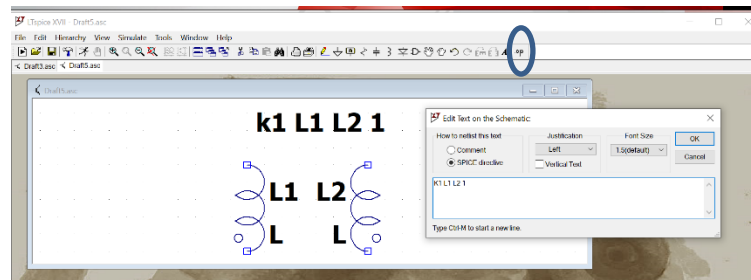 LTspice XVII - Draft5.asc
File Edit Hierarchy View Simulate Tools Window Help
.op
Draft3.asc Draft5.asc
Draft5.asc
k1 L1 L2 1
L1 L2
L L
Edit Text on the Schematic:
How to netlist this text
Justification
Font Size
Comment
SPICE directive
Left
Vertical Text
1.5(default)
OK
Cancel
K1 L1 L2 1
Type Ctrl-M to start a new line.